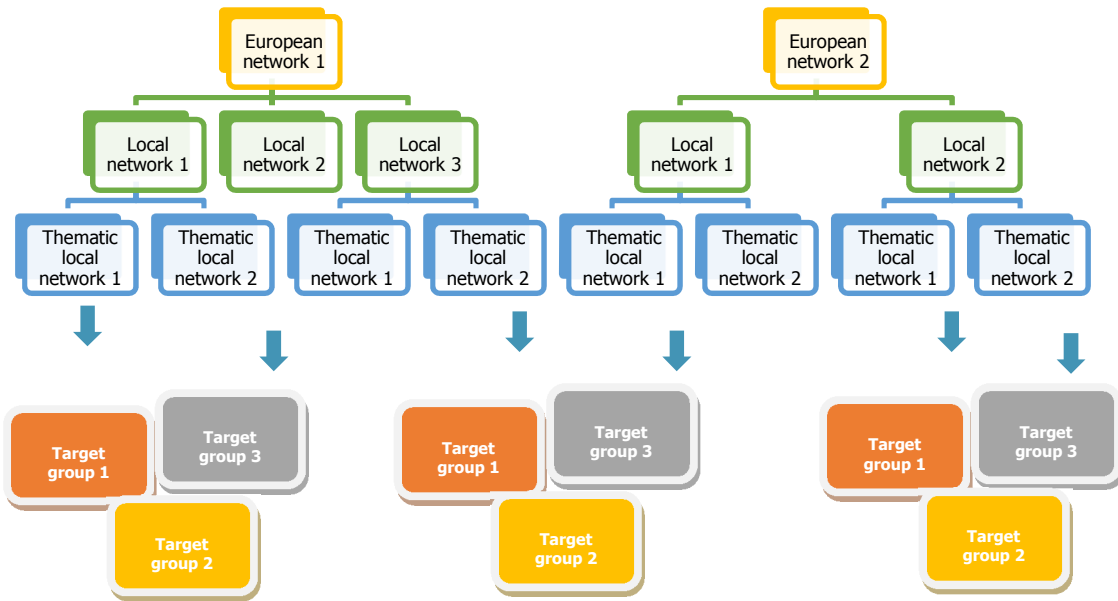 European
network 1
European
network 2
Local
network 1
Local
network 2
Local
network 3
Local
network 1
Local
network 2
Thematic
local
network 1
Thematic
local
network 2
Thematic
local
network 1
Thematic
local
network 2
Thematic
local
network 1
Thematic
local
network 2
Thematic
local
network 1
Thematic
local
network 2
Target
group 1
Target
group 3
Target
group 2
Target
group 1
Target
group 3
Target
group 2
Target
group 1
Target
group 3
Target
group 2